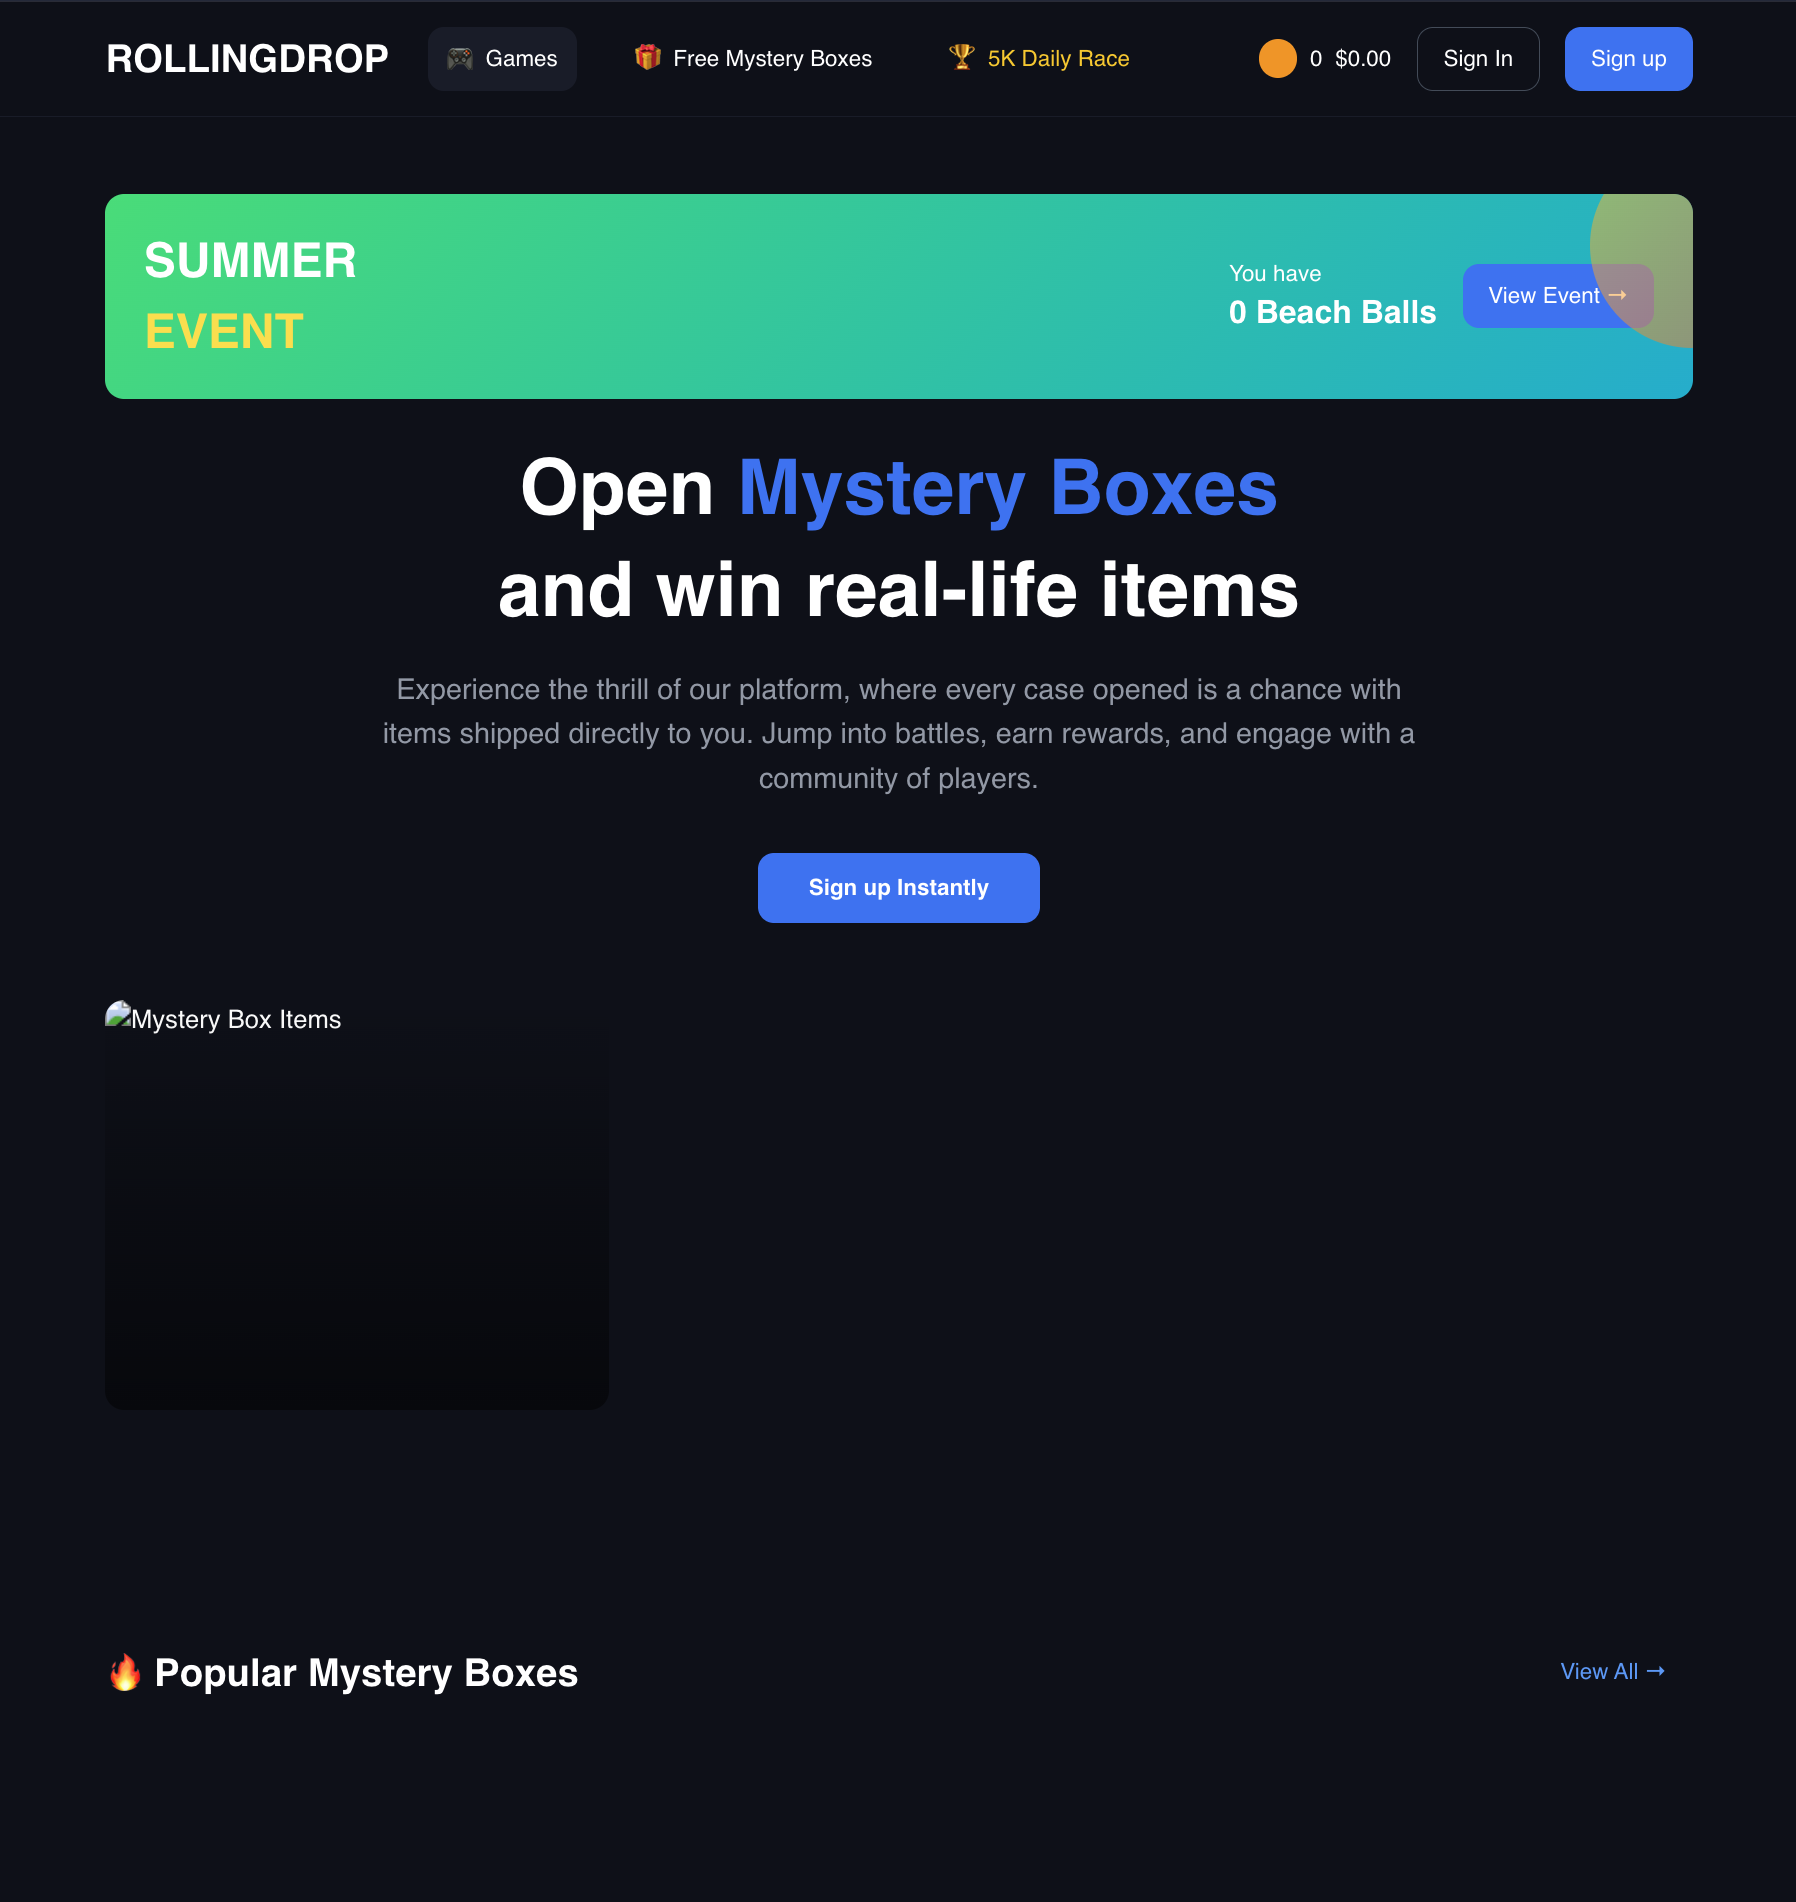 ROLLINGDROP
🎮 Games
🎁 Free Mystery Boxes
🏆 5K Daily Race
0 $0.00
Sign In
Sign up
SUMMER
EVENT
You have
0 Beach Balls
View Event →
Open Mystery Boxes
and win real-life items
Experience the thrill of our platform, where every case opened is a chance with
items shipped directly to you. Jump into battles, earn rewards, and engage with a
community of players.
Sign up Instantly
Mystery Box Items
🔥 Popular Mystery Boxes
View All →